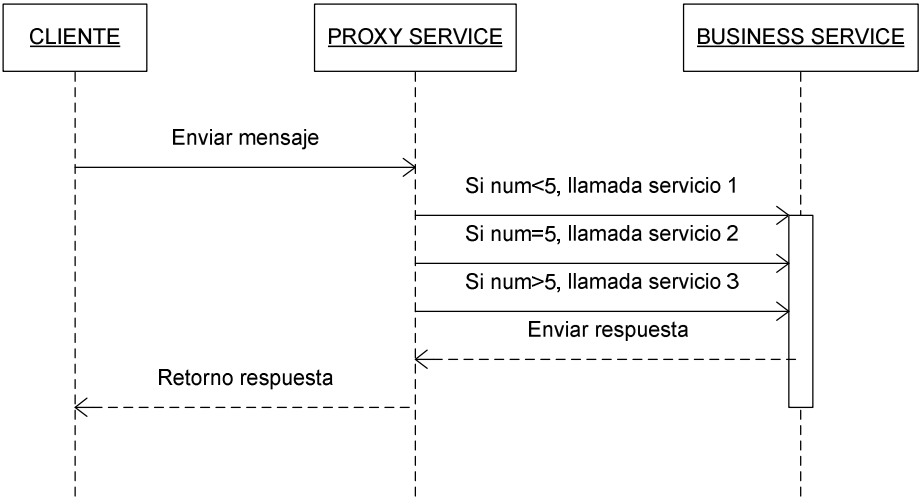 CLIENTE
PROXY SERVICE
BUSINESS SERVICE
Enviar mensaje
Si num<5, llamada servicio 1
Si num=5, llamada servicio 2
Si num>5, llamada servicio 3
Enviar respuesta
Retorno respuesta